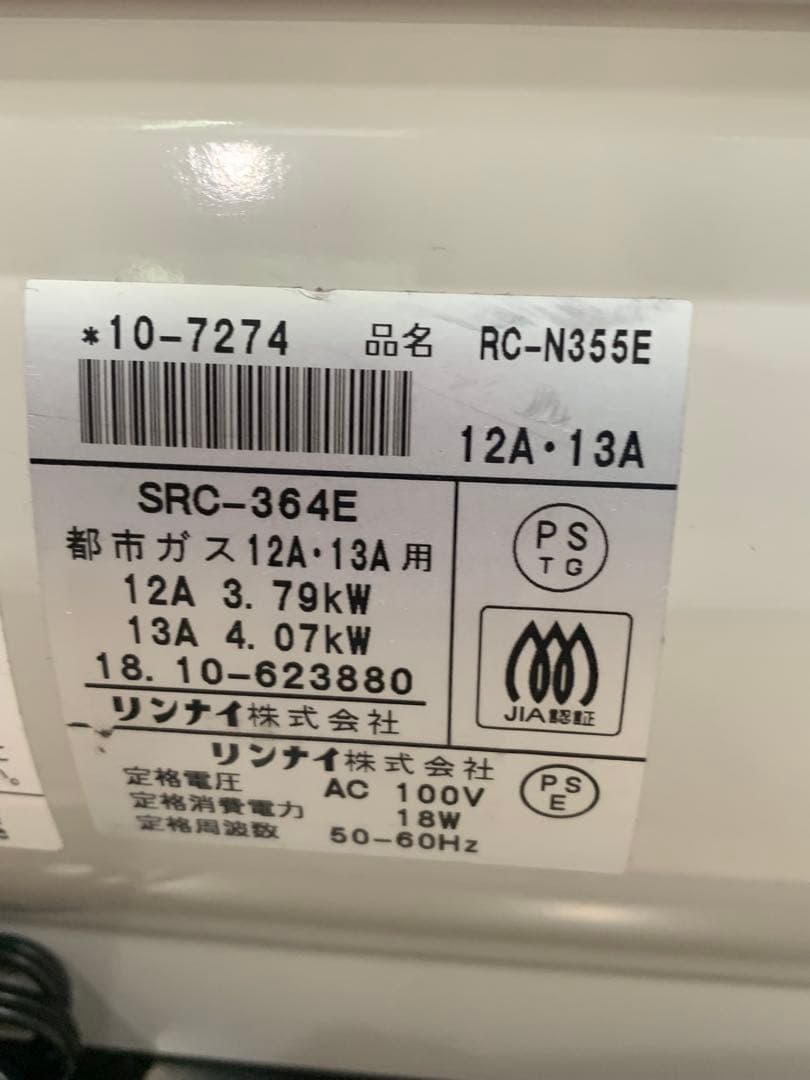 *10-7274 品名 RC-N355E
12A・13A
SRC-364E
都市ガス12A・13A用
12A 3.79kW
13A 4.07kW
18.10-623880
リンナイ株式会社
PS
TG
JIA認証
リンナイ株式会社
定格電圧 AC 100V
定格消費電力 18W
定格周波数 50-60Hz
PS
E